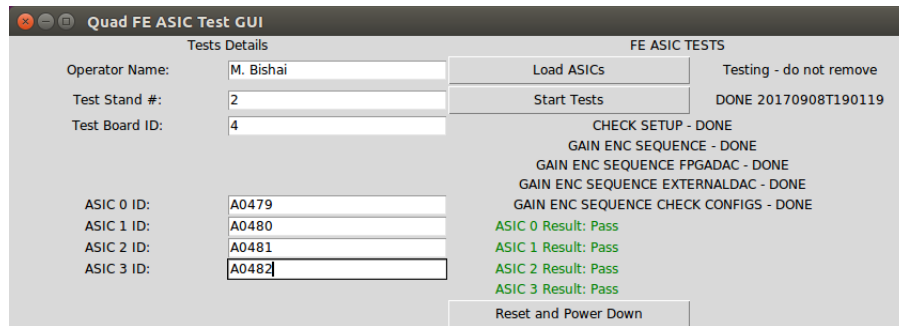 Quad FE ASIC Test GUI
Tests Details FE ASIC TESTS
Operator Name: M. Bishai Load ASICs Testing - do not remove
Test Stand #: 2 Start Tests DONE 20170908T190119
Test Board ID: 4 CHECK SETUP - DONE
GAIN ENC SEQUENCE - DONE
GAIN ENC SEQUENCE FPGADAC - DONE
GAIN ENC SEQUENCE EXTERNALDAC - DONE
ASIC 0 ID: A0479 GAIN ENC SEQUENCE CHECK CONFIGS - DONE
ASIC 1 ID: A0480 ASIC 0 Result: Pass
ASIC 2 ID: A0481 ASIC 1 Result: Pass
ASIC 3 ID: A0482 ASIC 2 Result: Pass
ASIC 3 Result: Pass
Reset and Power Down